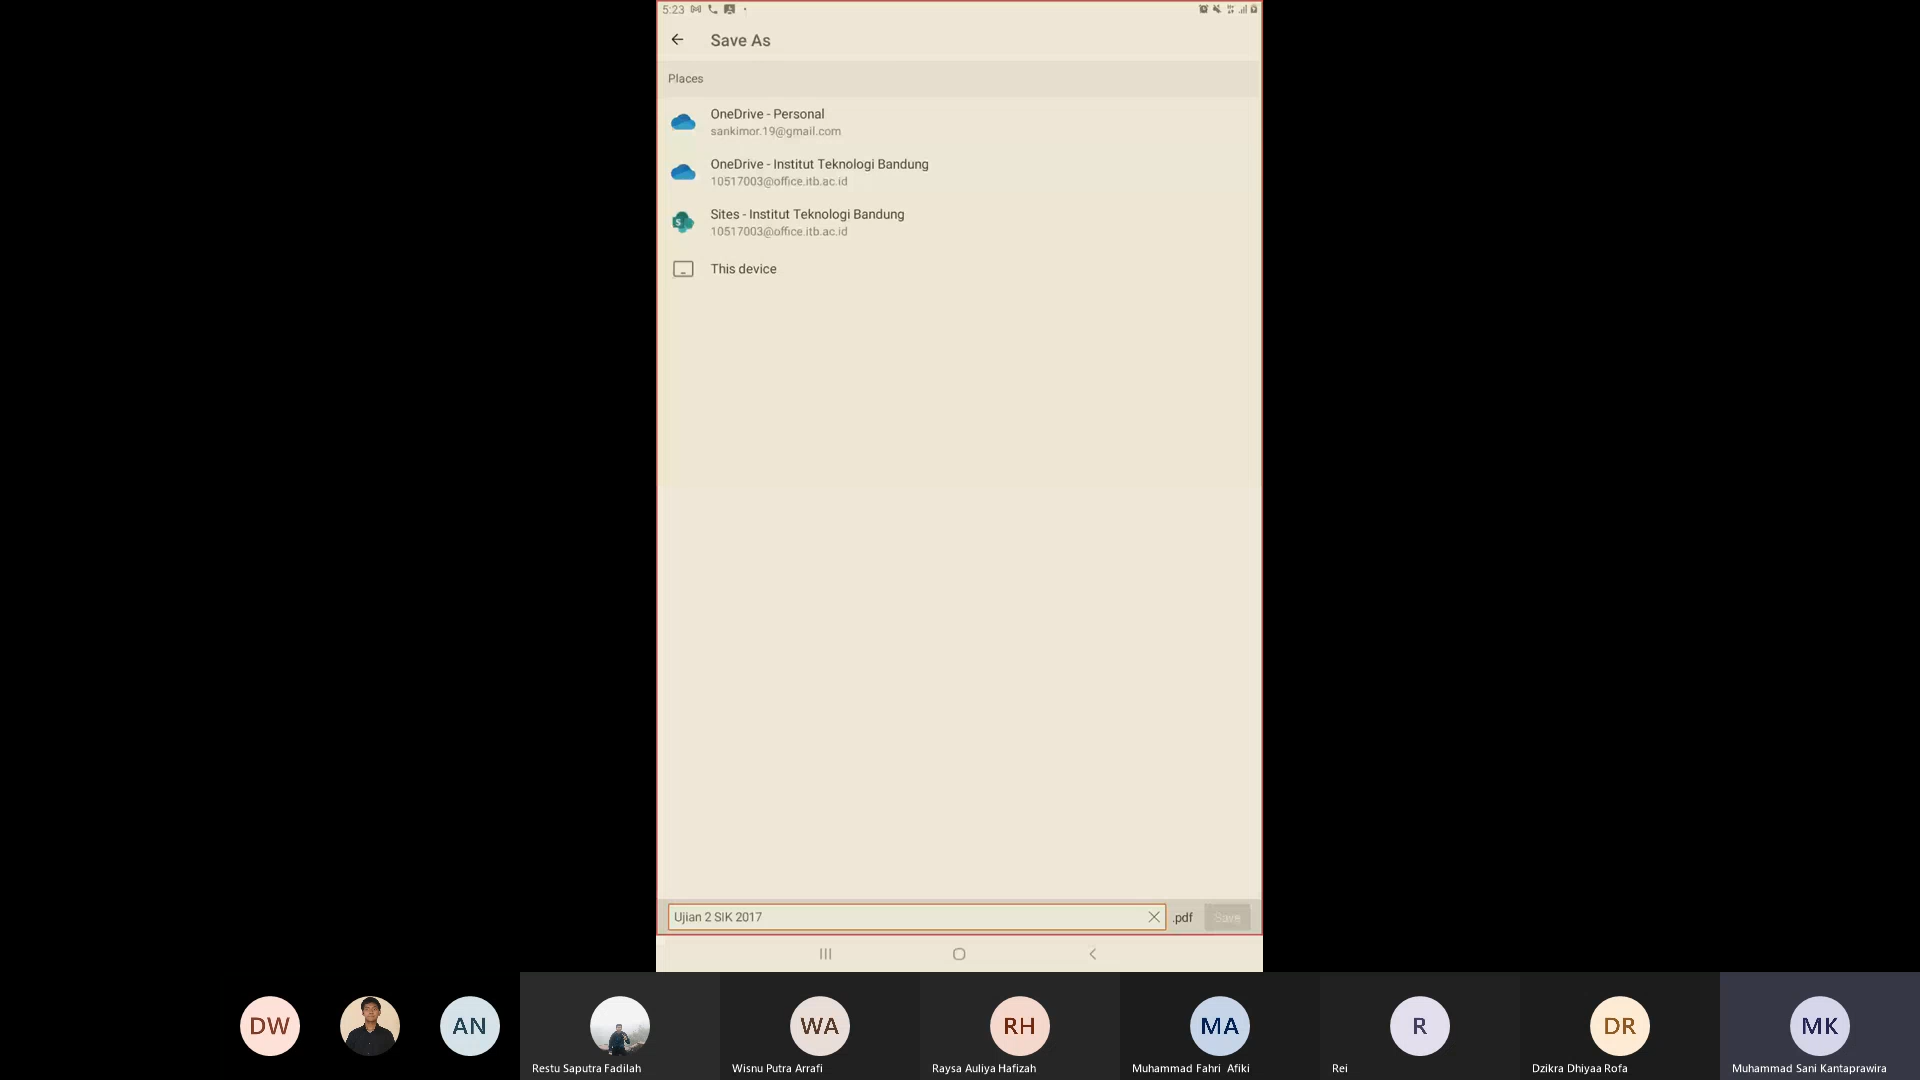 5:23
Save As
Places
OneDrive - Personal
sankimor.19@gmail.com
OneDrive - Institut Teknologi Bandung
10517003@office.itb.ac.id
Sites - Institut Teknologi Bandung
10517003@office.itb.ac.id
This device
Ujian 2 SIK 2017
.pdf
Save
DW
AN
WA
RH
MA
R
DR
MK
Restu Saputra Fadilah
Wisnu Putra Arrafi
Raysa Auliya Hafizah
Muhammad Fahri Afiki
Rei
Dzikra Dhiyaa Rofa
Muhammad Sani Kantaprawira